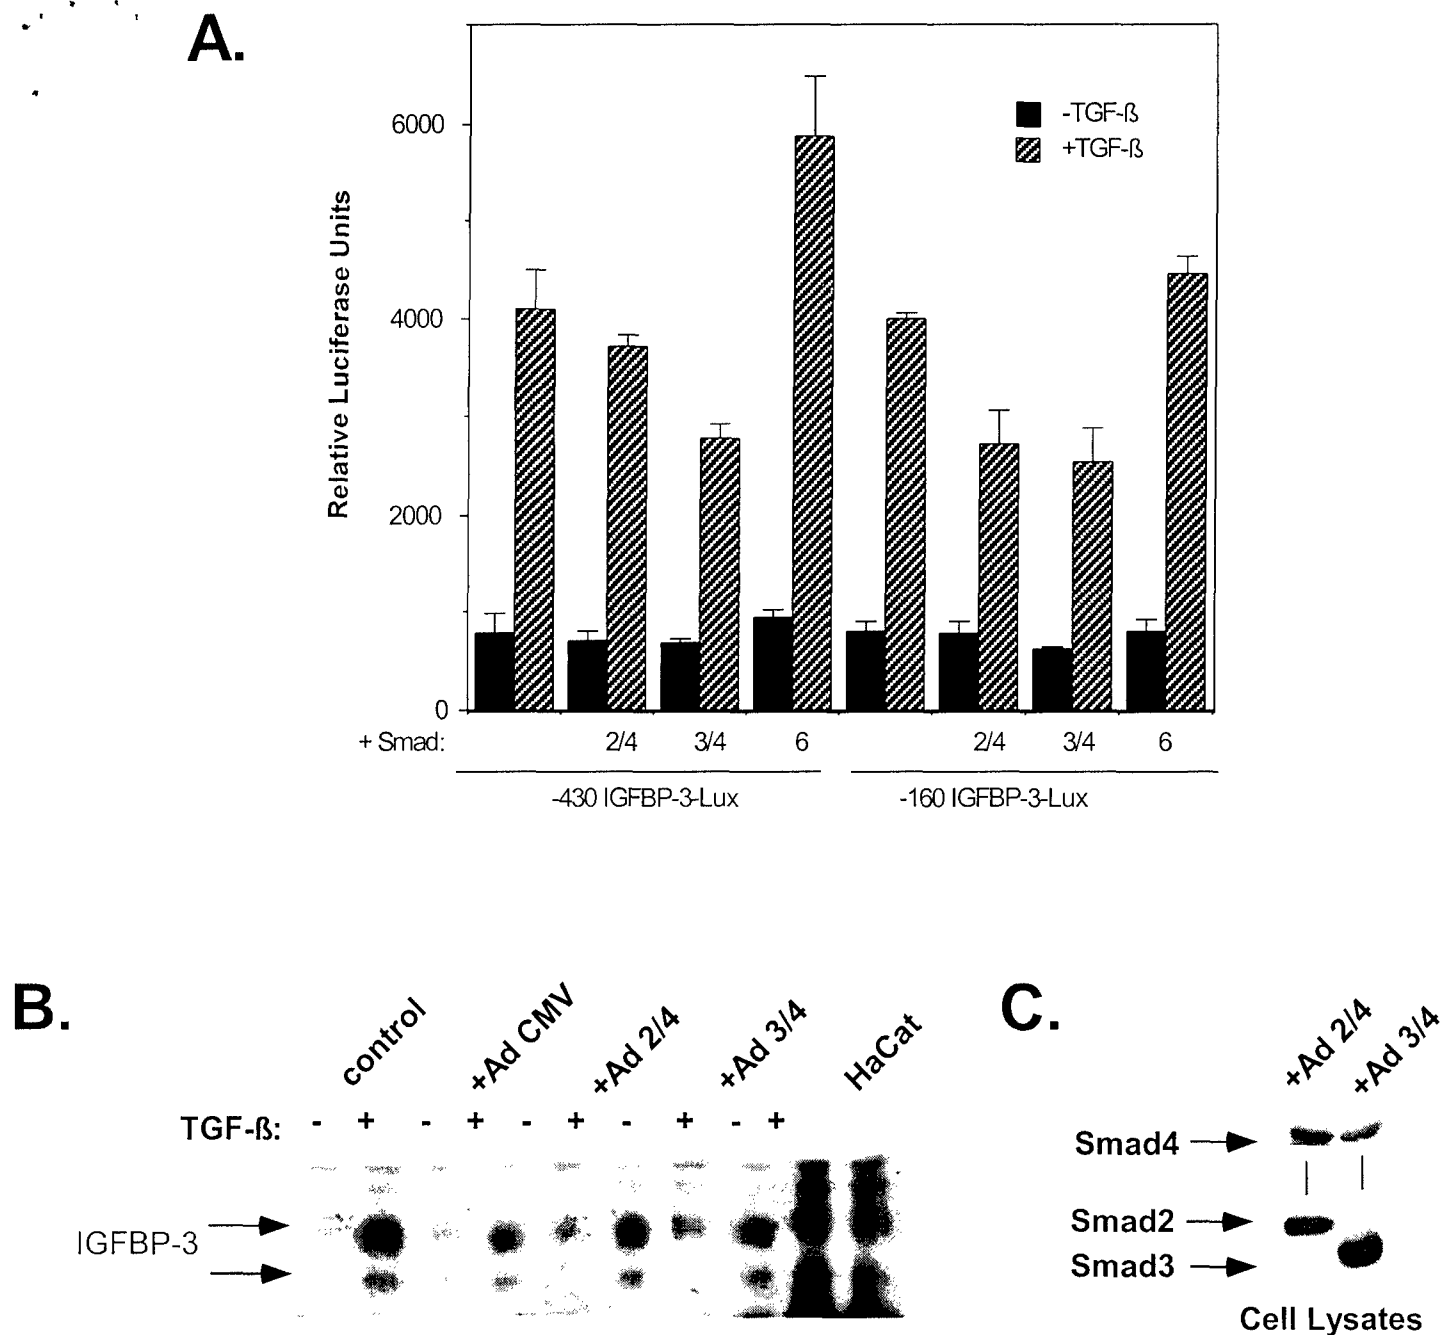 A.
-TGF-ß
+TGF-ß
6000
4000
2000
0
Relative Luciferase Units
+ Smad: 2/4 3/4 6 2/4 3/4 6
-430 IGFBP-3-Lux -160 IGFBP-3-Lux
B.
control +Ad CMV +Ad 2/4 +Ad 3/4 HaCat
TGF-ß: - + - + - + - + - +
IGFBP-3
C.
+Ad 2/4 +Ad 3/4
Smad4
Smad2
Smad3
Cell Lysates